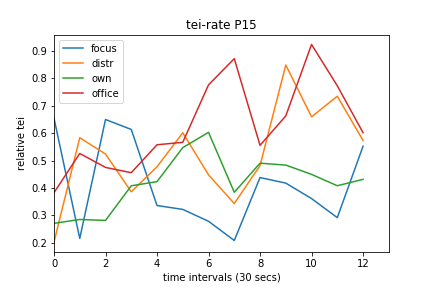 tei-rate P15
focus
distr
own
office
relative tei
0.9
0.8
0.7
0.6
0.5
0.4
0.3
0.2
0 2 4 6 8 10 12
time intervals (30 secs)